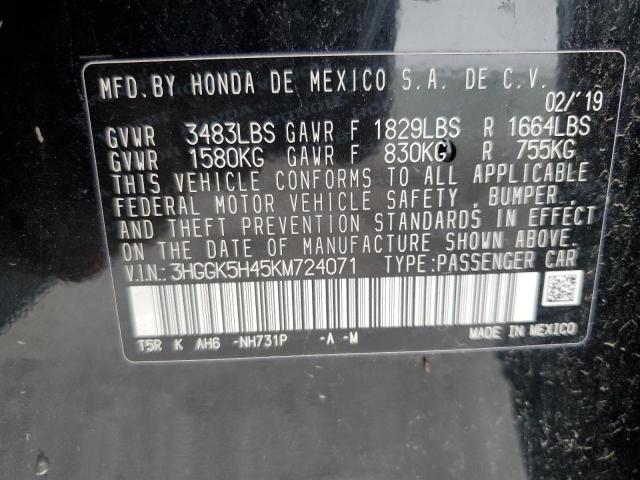 MFD.BY HONDA DE MEXICO S.A. DE C.V.
02/'19
GVWR 3483LBS GAWR F 1829LBS R 1664LBS
GVWR 1580KG GAWR F 830KG R 755KG
THIS VEHICLE CONFORMS TO ALL APPLICABLE
FEDERAL MOTOR VEHICLE SAFETY, BUMPER,
AND THEFT PREVENTION STANDARDS IN EFFECT
ON THE DATE OF MANUFACTURE SHOWN ABOVE.
V.I.N.: 3HGGK5H45KM724071 TYPE:PASSENGER CAR
T5R K AH6 -NH731P -A -M
MADE IN MEXICO